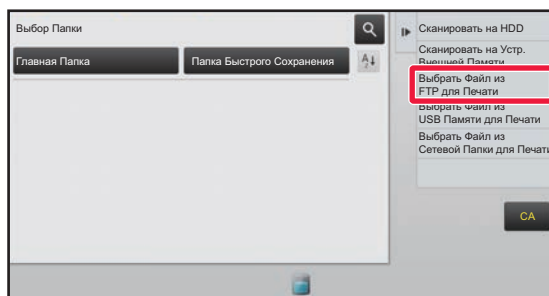 Выбор Папки
Главная Папка
Папка Быстрого Сохранения
Сканировать на HDD
Сканировать на Устр.
Внешней Памяти
Выбрать Файл из
FTP для Печати
Выбрать Файл из
USB Памяти для Печати
Выбрать Файл из
Сетевой Папки для Печати
CA